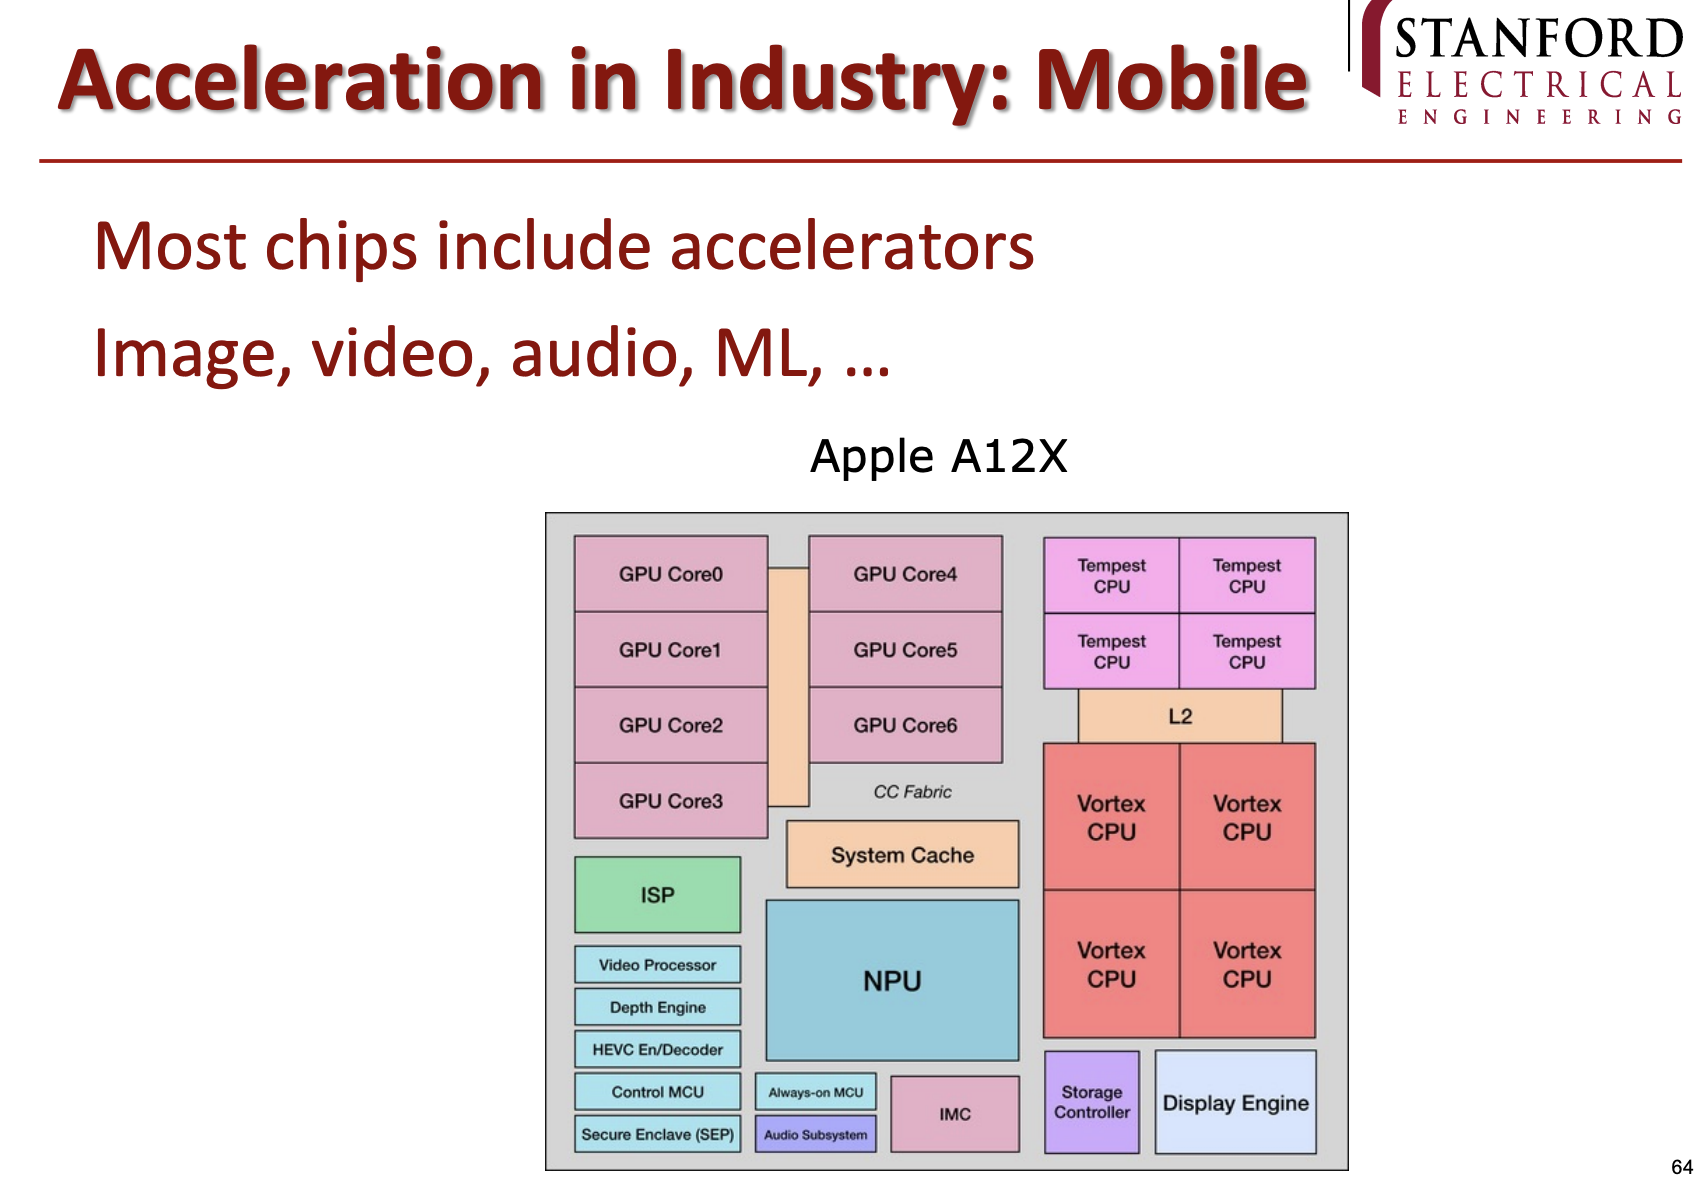 Acceleration in Industry: Mobile
STANFORD
ELECTRICAL
ENGINEERING
Most chips include accelerators
Image, video, audio, ML, ...
Apple A12X
GPU Core0
GPU Core1
GPU Core2
GPU Core3
GPU Core4
GPU Core5
GPU Core6
CC Fabric
System Cache
Tempest
CPU
Tempest
CPU
Tempest
CPU
Tempest
CPU
L2
Vortex
CPU
Vortex
CPU
Vortex
CPU
Vortex
CPU
ISP
Video Processor
Depth Engine
HEVC En/Decoder
Control MCU
Secure Enclave (SEP)
NPU
Always-on MCU
Audio Subsystem
IMC
Storage
Controller
Display Engine
64